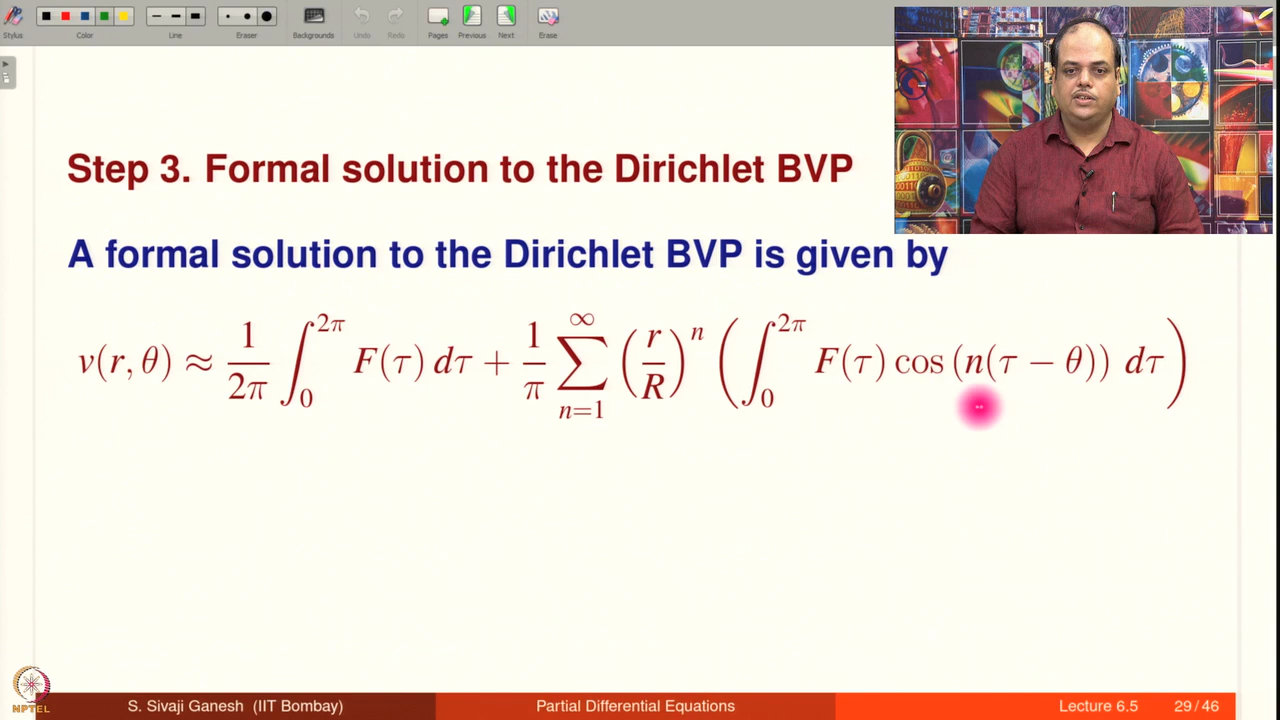 Stylus Color Line Eraser Backgrounds Undo Redo Pages Previous Next Erase
Step 3. Formal solution to the Dirichlet BVP
A formal solution to the Dirichlet BVP is given by
v(r, θ) ≈ 1/2π ∫₀^{2π} F(τ) dτ + 1/π ∑_{n=1}^{∞} (r/R)^n (∫₀^{2π} F(τ) cos (n(τ − θ)) dτ)
NPTEL
S. Sivaji Ganesh (IIT Bombay) Partial Differential Equations Lecture 6.5 29/46